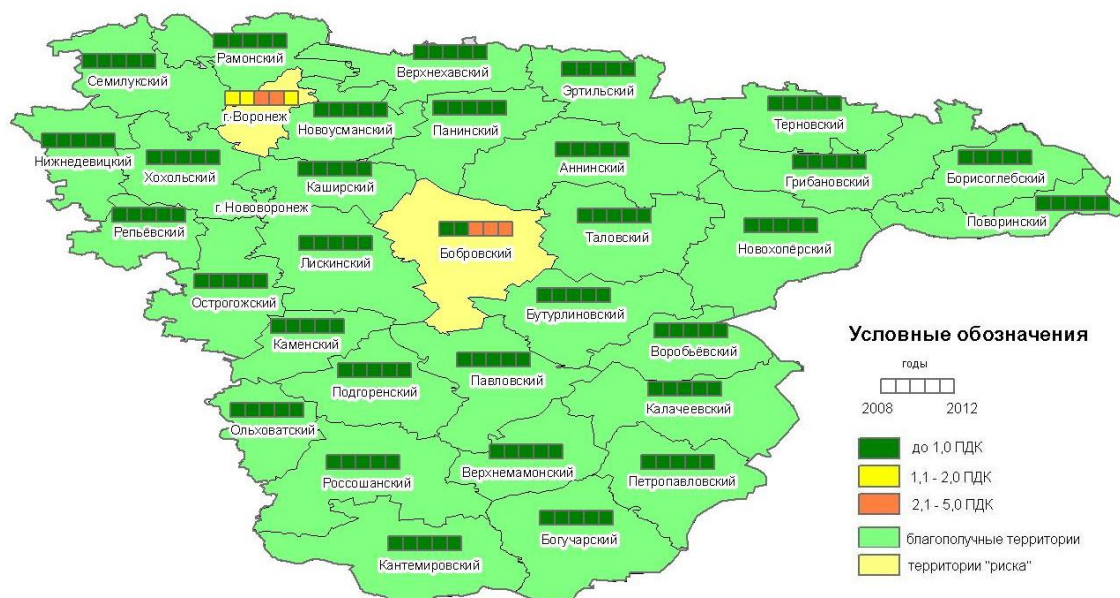 Рамонский
Семилукский
Верхнехавский
Эртильский
г. Воронеж
Новоусманский
Панинский
Терновский
Нижнедевицкий
Хохольский
Каширский
Аннинский
Грибановский
Борисоглебский
г. Нововоронеж
Репьёвский
Лискинский
Бобровский
Таловский
Новохопёрский
Поворинский
Острогожский
Бутурлиновский
Каменский
Воробьёвский
Подгоренский
Павловский
Калачеевский
Ольховатский
Россошанский
Верхнемамонский
Петропавловский
Богучарский
Кантемировский
Условные обозначения
годы
2008 2012
до 1,0 ПДК
1,1 - 2,0 ПДК
2,1 - 5,0 ПДК
благополучные территории
территории "риска"